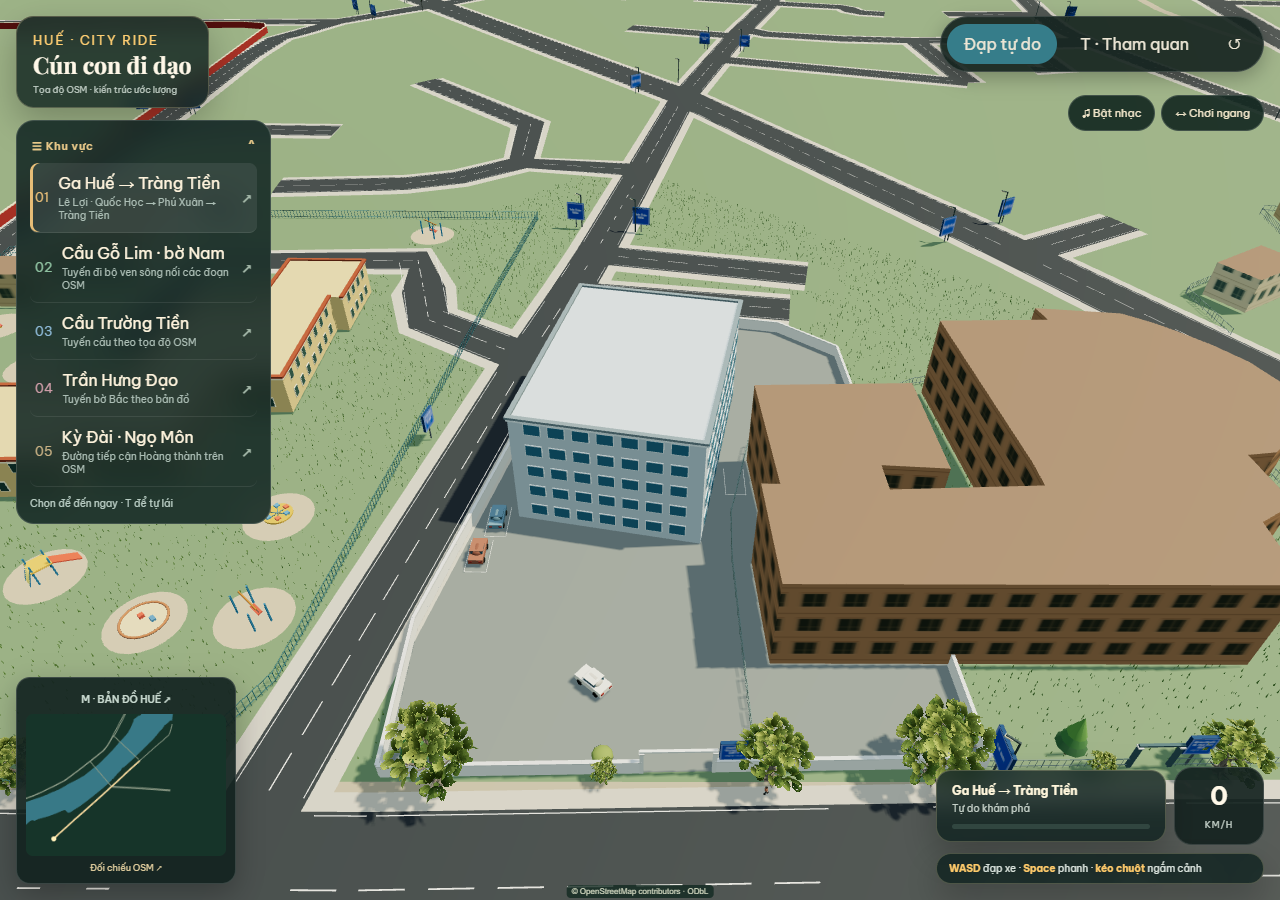 HUẾ · CITY RIDE
Cún con đi dạo
Tọa độ OSM · kiến trúc ước lượng
Đạp tự do
T · Tham quan
↺
♫ Bật nhạc
↔ Chơi ngang
☰ Khu vực
01 Ga Huế → Tràng Tiền ↗
Lê Lợi · Quốc Học → Phú Xuân →
Tràng Tiền
02 Cầu Gỗ Lim · bờ Nam ↗
Tuyến đi bộ ven sông nối các đoạn
OSM
03 Cầu Trường Tiền ↗
Tuyến cầu theo tọa độ OSM
04 Trần Hưng Đạo ↗
Tuyến bờ Bắc theo bản đồ
05 Kỳ Đài · Ngọ Môn ↗
Đường tiếp cận Hoàng thành trên
OSM
Chọn để đến ngay · T để tự lái
M · BẢN ĐỒ HUẾ ↗
Đối chiếu OSM ↗
Ga Huế → Tràng Tiền
Tự do khám phá
0
KM/H
WASD đạp xe · Space phanh · kéo chuột ngắm cảnh
© OpenStreetMap contributors · ODbL